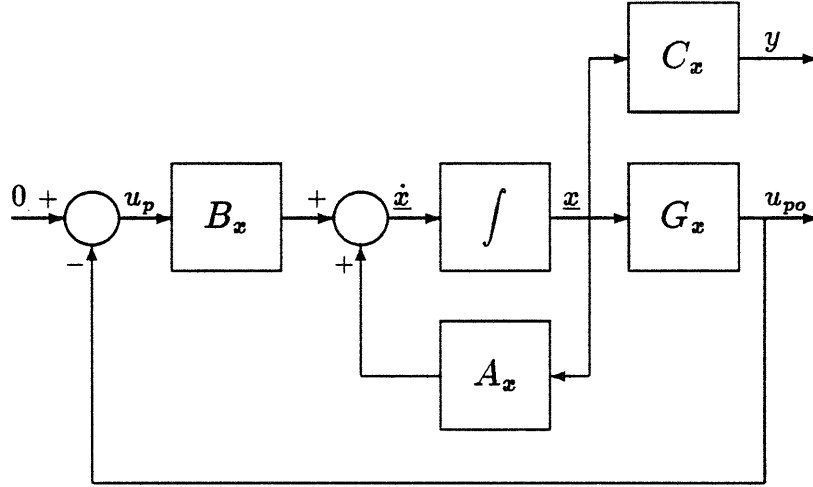 C_x y
0 + u_p B_x + ẋ ∫ x G_x u_po
− +
A_x